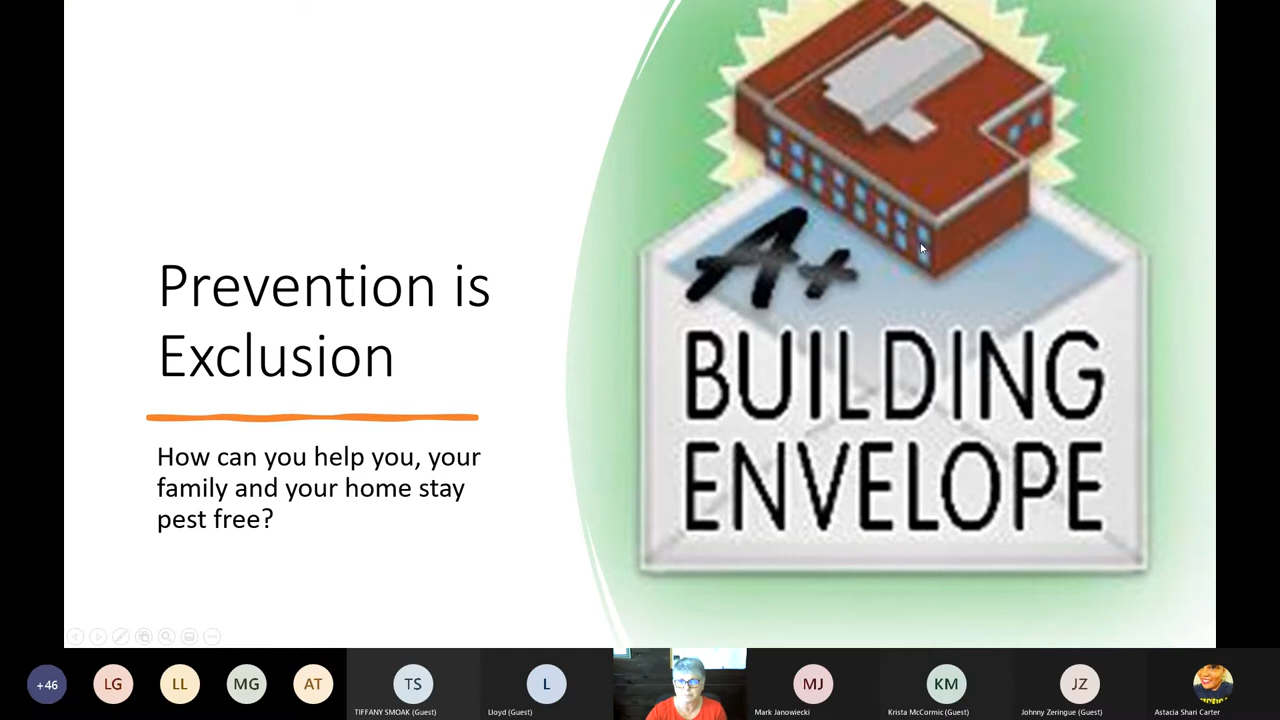 Prevention is
Exclusion
How can you help you, your
family and your home stay
pest free?
A+
BUILDING
ENVELOPE
+46
LG
LL
MG
AT
TS
L
MJ
KM
JZ
TIFFANY SMOAK (Guest)
Lloyd (Guest)
Mark Janowiecki
Krista McCormic (Guest)
Johnny Zeringue (Guest)
Astacia Shari Carter